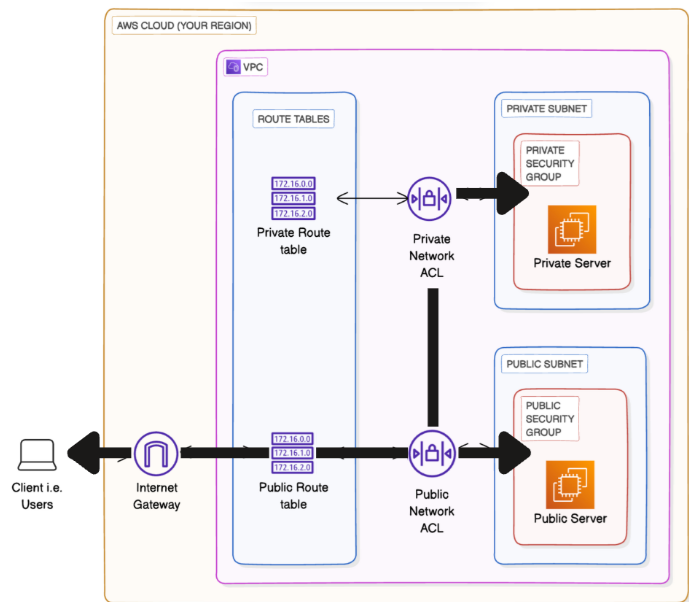 AWS CLOUD (YOUR REGION)
VPC
ROUTE TABLES
PRIVATE SUBNET
PRIVATE
SECURITY
GROUP
172.16.0.0
172.16.1.0
172.16.2.0
Private Route
table
Private
Network
ACL
Private Server
PUBLIC SUBNET
PUBLIC
SECURITY
GROUP
Client i.e.
Users
Internet
Gateway
172.16.0.0
172.16.1.0
172.16.2.0
Public Route
table
Public
Network
ACL
Public Server